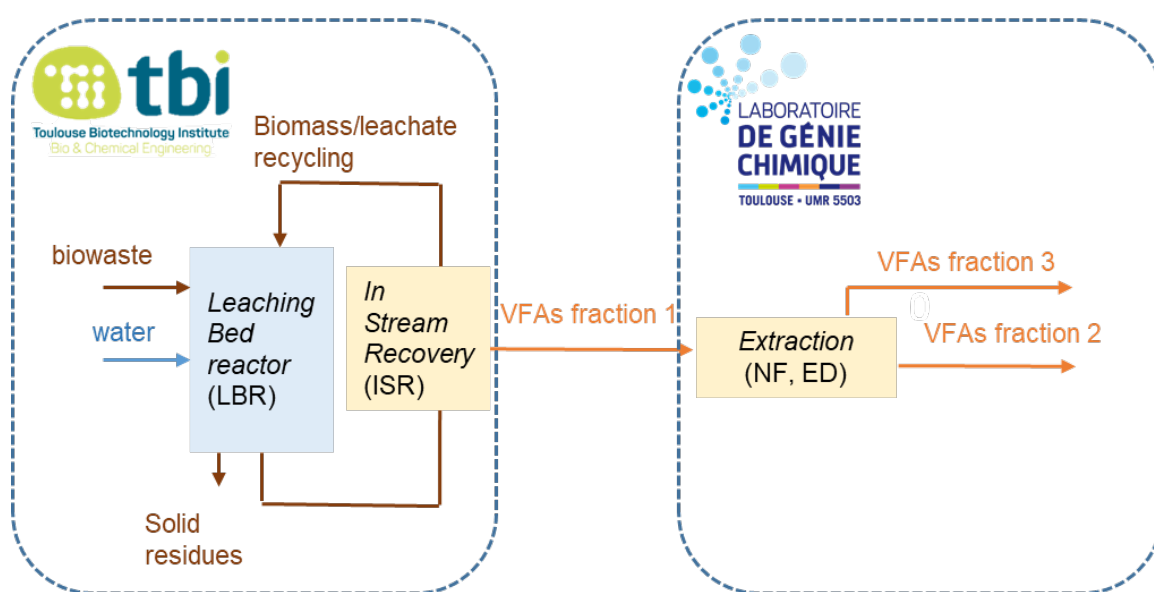 tbi
Toulouse Biotechnology Institute
Bio & Chemical Engineering
LABORATOIRE
DE GÉNIE
CHIMIQUE
TOULOUSE • UMR 5503
Biomass/leachate
recycling
biowaste
water
Leaching
Bed
reactor
(LBR)
In
Stream
Recovery
(ISR)
Solid
residues
VFAs fraction 1
Extraction
(NF, ED)
VFAs fraction 3
0
VFAs fraction 2